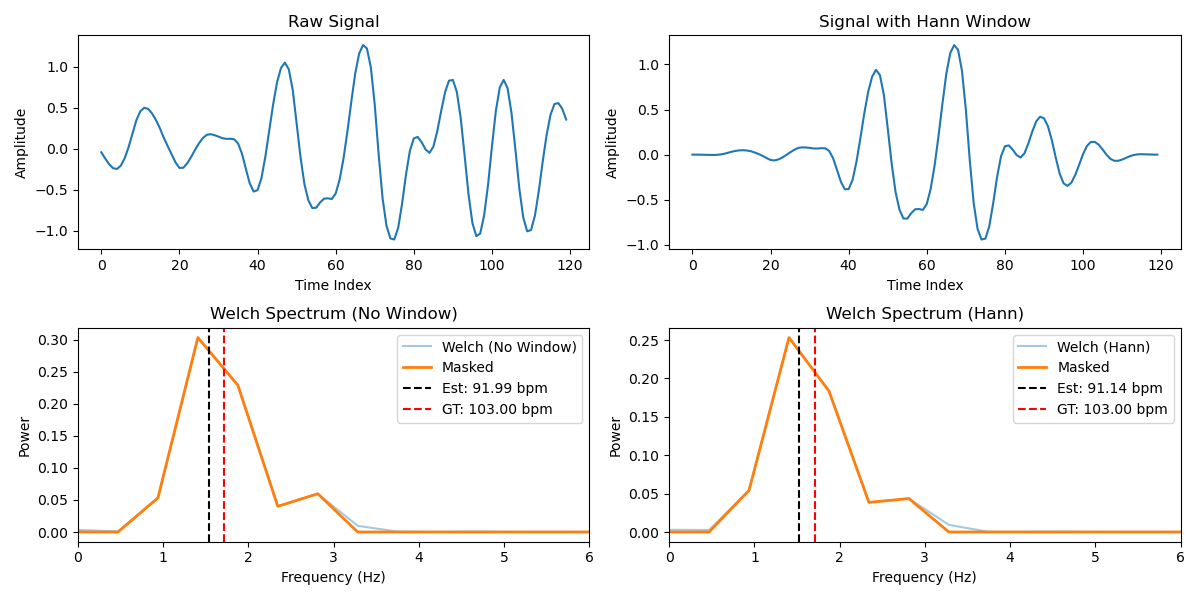 Raw Signal
Amplitude
1.0
0.5
0.0
−0.5
−1.0
0 20 40 60 80 100 120
Time Index
Signal with Hann Window
Amplitude
1.0
0.5
0.0
−0.5
−1.0
0 20 40 60 80 100 120
Time Index
Welch Spectrum (No Window)
Power
0.30
0.25
0.20
0.15
0.10
0.05
0.00
Welch (No Window)
Masked
Est: 91.99 bpm
GT: 103.00 bpm
0 1 2 3 4 5 6
Frequency (Hz)
Welch Spectrum (Hann)
Power
0.25
0.20
0.15
0.10
0.05
0.00
Welch (Hann)
Masked
Est: 91.14 bpm
GT: 103.00 bpm
0 1 2 3 4 5 6
Frequency (Hz)